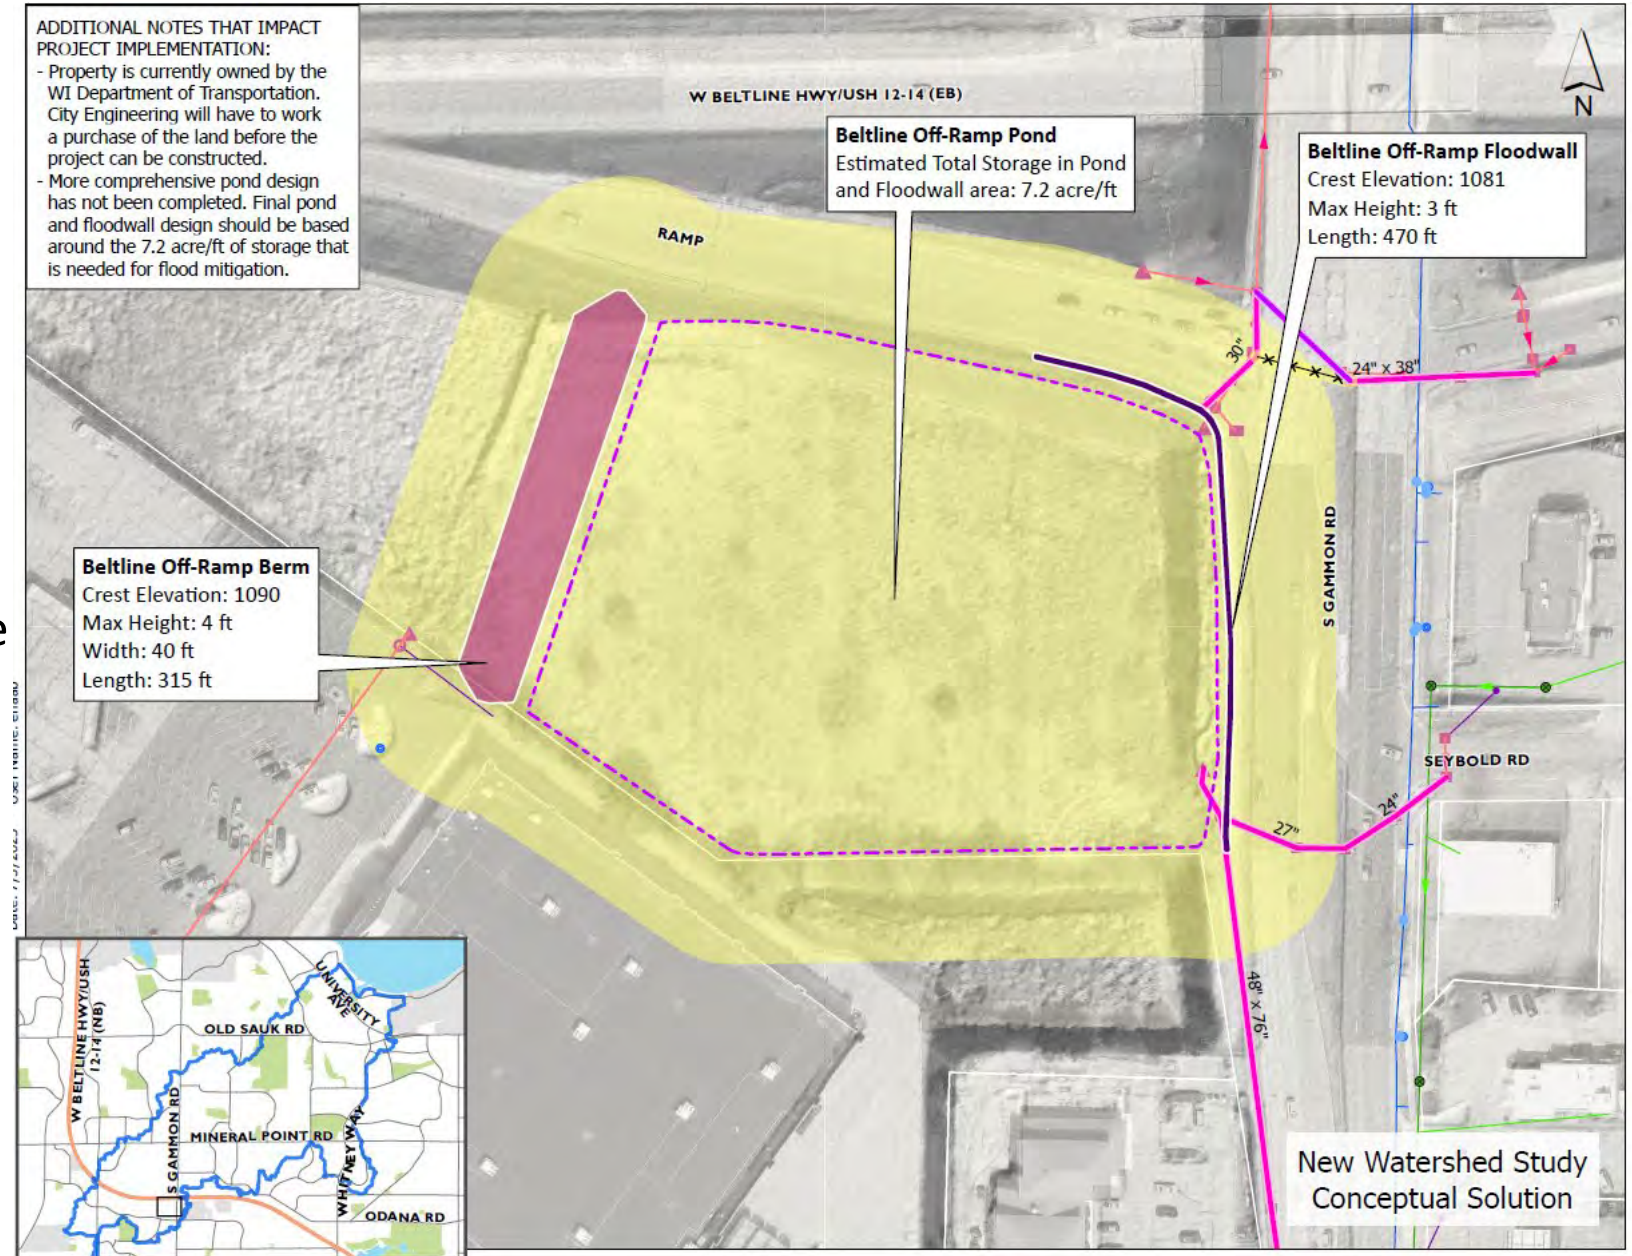 ADDITIONAL NOTES THAT IMPACT
PROJECT IMPLEMENTATION:
- Property is currently owned by the
WI Department of Transportation.
City Engineering will have to work
a purchase of the land before the
project can be constructed.
- More comprehensive pond design
has not been completed. Final pond
and floodwall design should be based
around the 7.2 acre/ft of storage that
is needed for flood mitigation.
W BELTLINE HWY/USH 12-14 (EB)
N
Beltline Off-Ramp Pond
Estimated Total Storage in Pond
and Floodwall area: 7.2 acre/ft
Beltline Off-Ramp Floodwall
Crest Elevation: 1081
Max Height: 3 ft
Length: 470 ft
RAMP
30"
24" x 38"
S GAMMON RD
Beltline Off-Ramp Berm
Crest Elevation: 1090
Max Height: 4 ft
Width: 40 ft
Length: 315 ft
e
SEYBOLD RD
27"
24"
48" x 76"
W BELTLINE HWY/USH
12-14 (NB)
UNIVERSITY
AVE
OLD SAUK RD
S GAMMON RD
MINERAL POINT RD
WHITNEY WAY
ODANA RD
New Watershed Study
Conceptual Solution